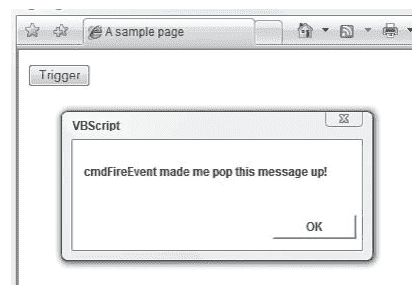 A sample page
Trigger
VBScript
cmdFireEvent made me pop this message up!
OK